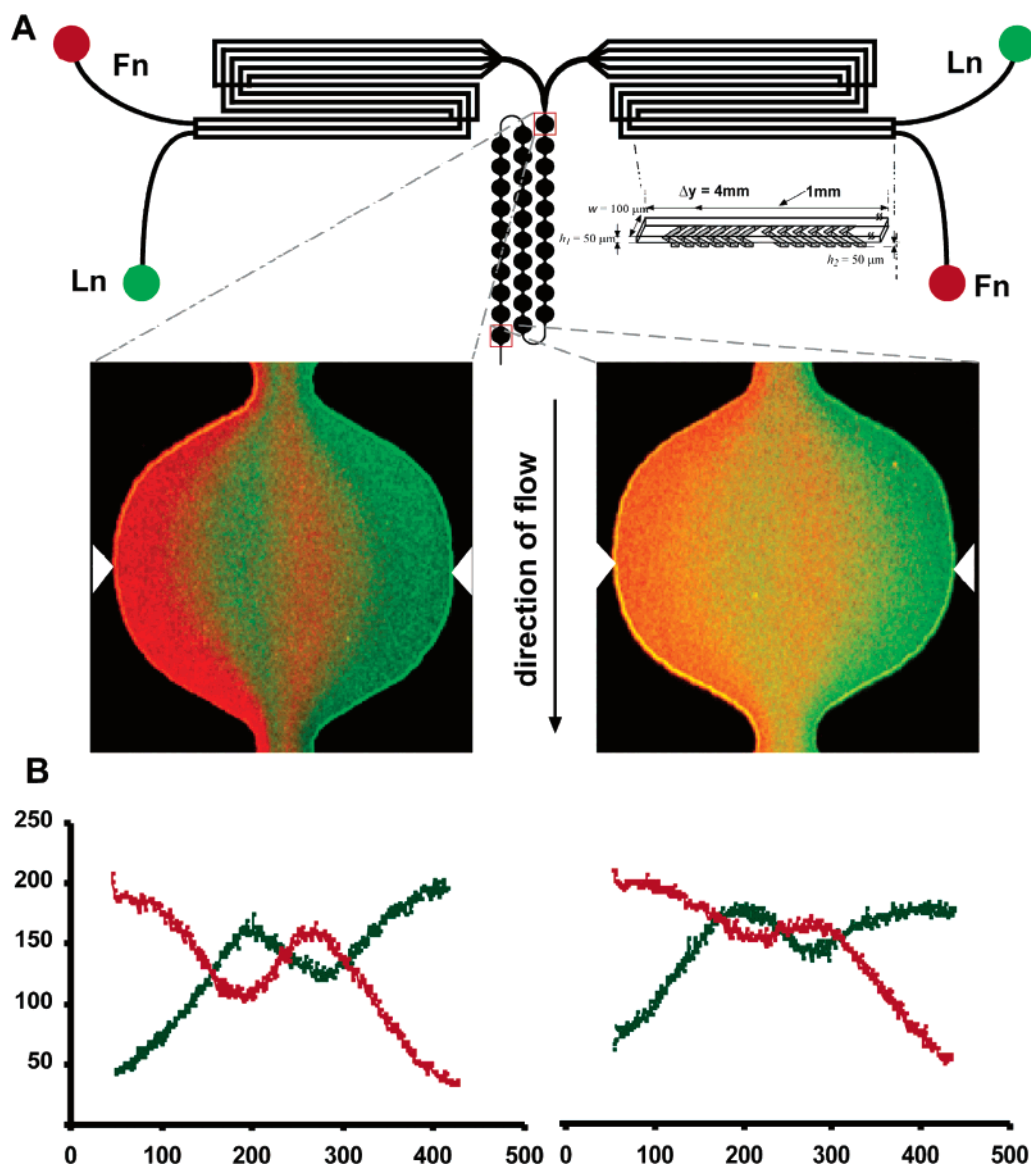 A
Fn
Ln
Ln
Fn
Δy = 4mm
1mm
w = 100 μm
h1 = 50 μm
h2 = 50 μm
direction of flow
B
250
200
150
100
50
0 100 200 300 400 500
0 100 200 300 400 500